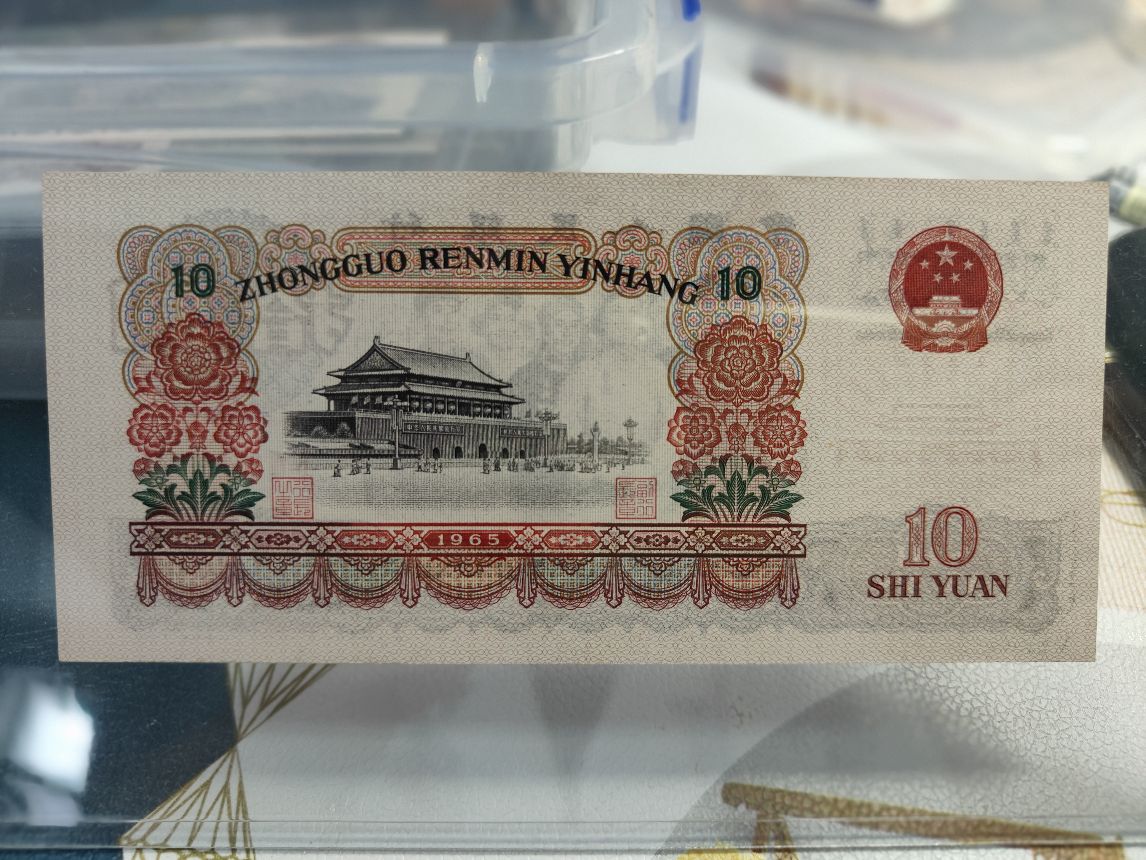 10 ZHONGGUO RENMIN YINHANG 10
1965
10
SHI YUAN